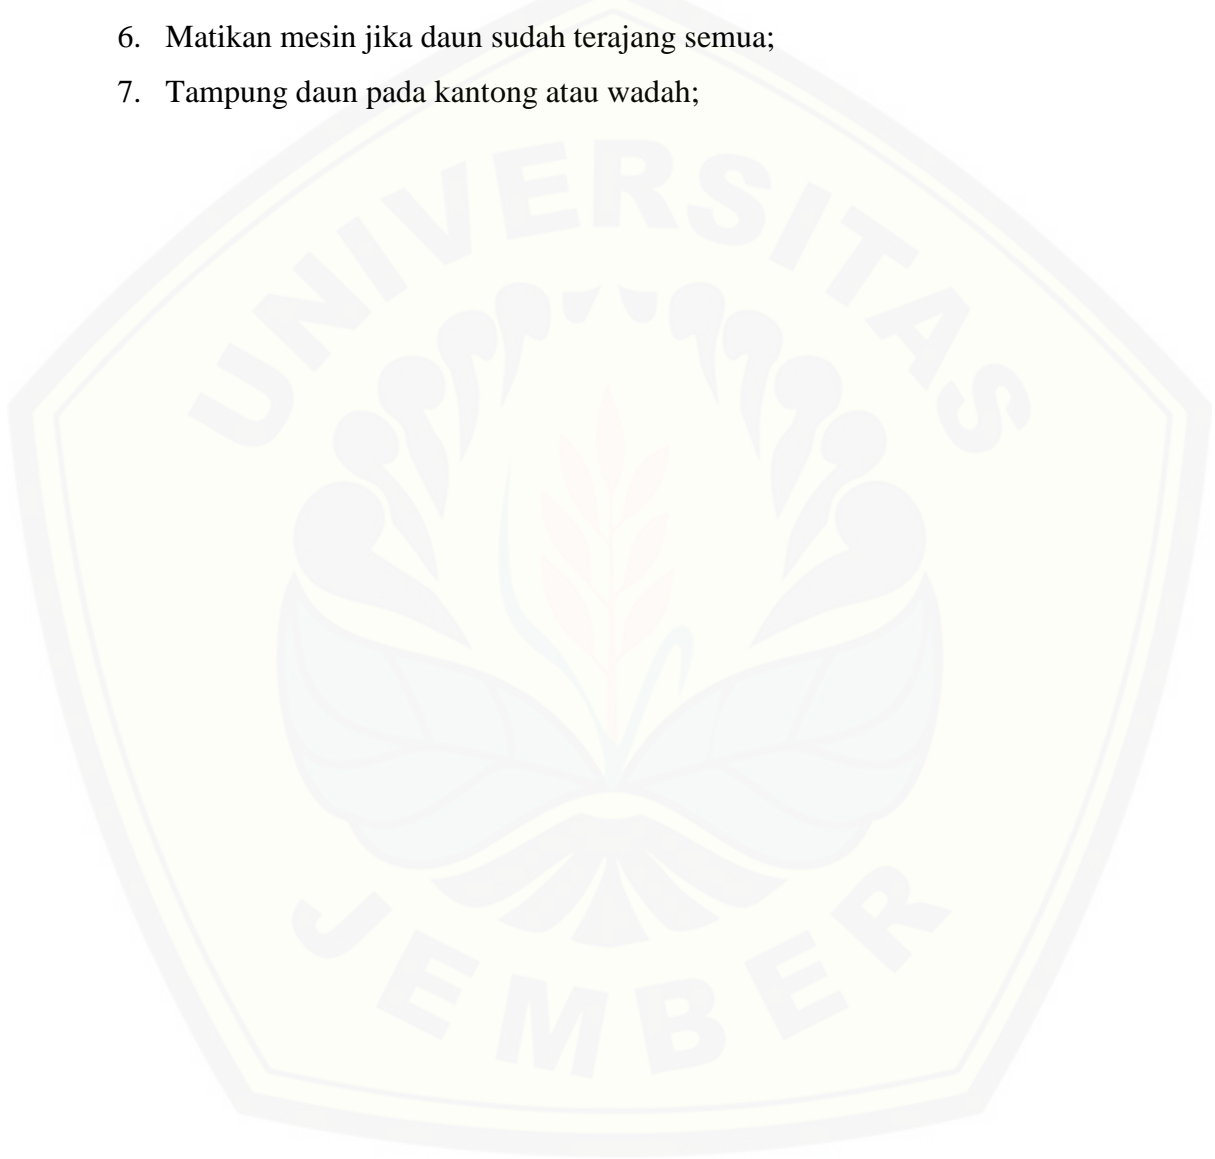 6. Matikan mesin jika daun sudah terajang semua;
7. Tampung daun pada kantong atau wadah;
UNIVERSITAS
JEMBER